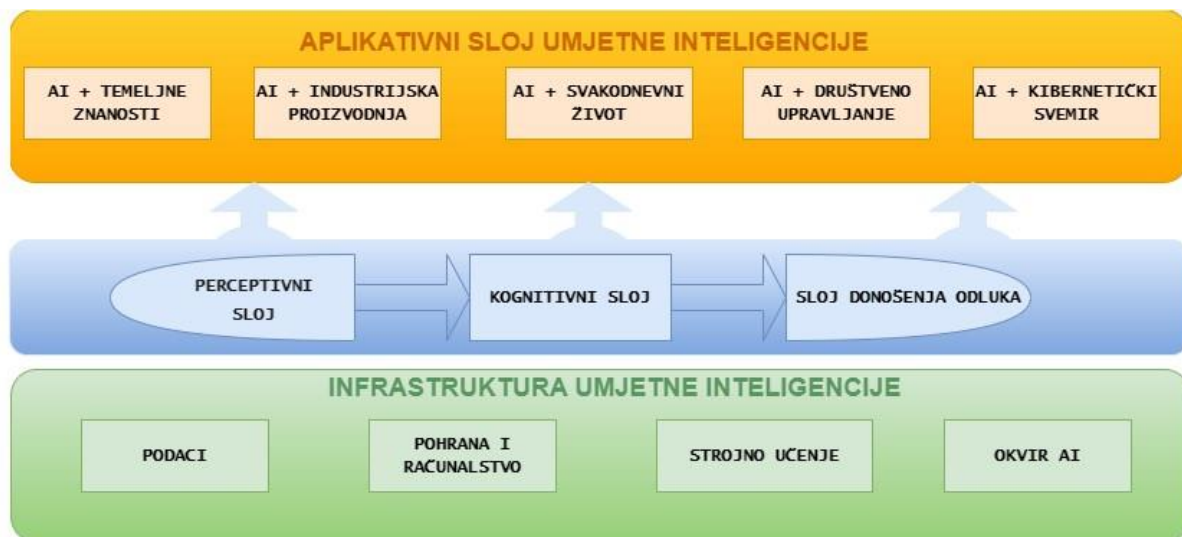 APLIKATIVNI SLOJ UMJETNE INTELIGENCIJE
AI + TEMELJNE
ZNANOSTI
AI + INDUSTRIJSKA
PROIZVODNJA
AI + SVAKODNEVNI
ŽIVOT
AI + DRUŠTVENO
UPRAVLJANJE
AI + KIBERNETIČKI
SVEMIR
PERCEPTIVNI
SLOJ
KOGNITIVNI SLOJ
SLOJ DONOŠENJA ODLUKA
INFRASTRUKTURA UMJETNE INTELIGENCIJE
PODACI
POHRANA I
RAČUNALSTVO
STROJNO UČENJE
OKVIR AI